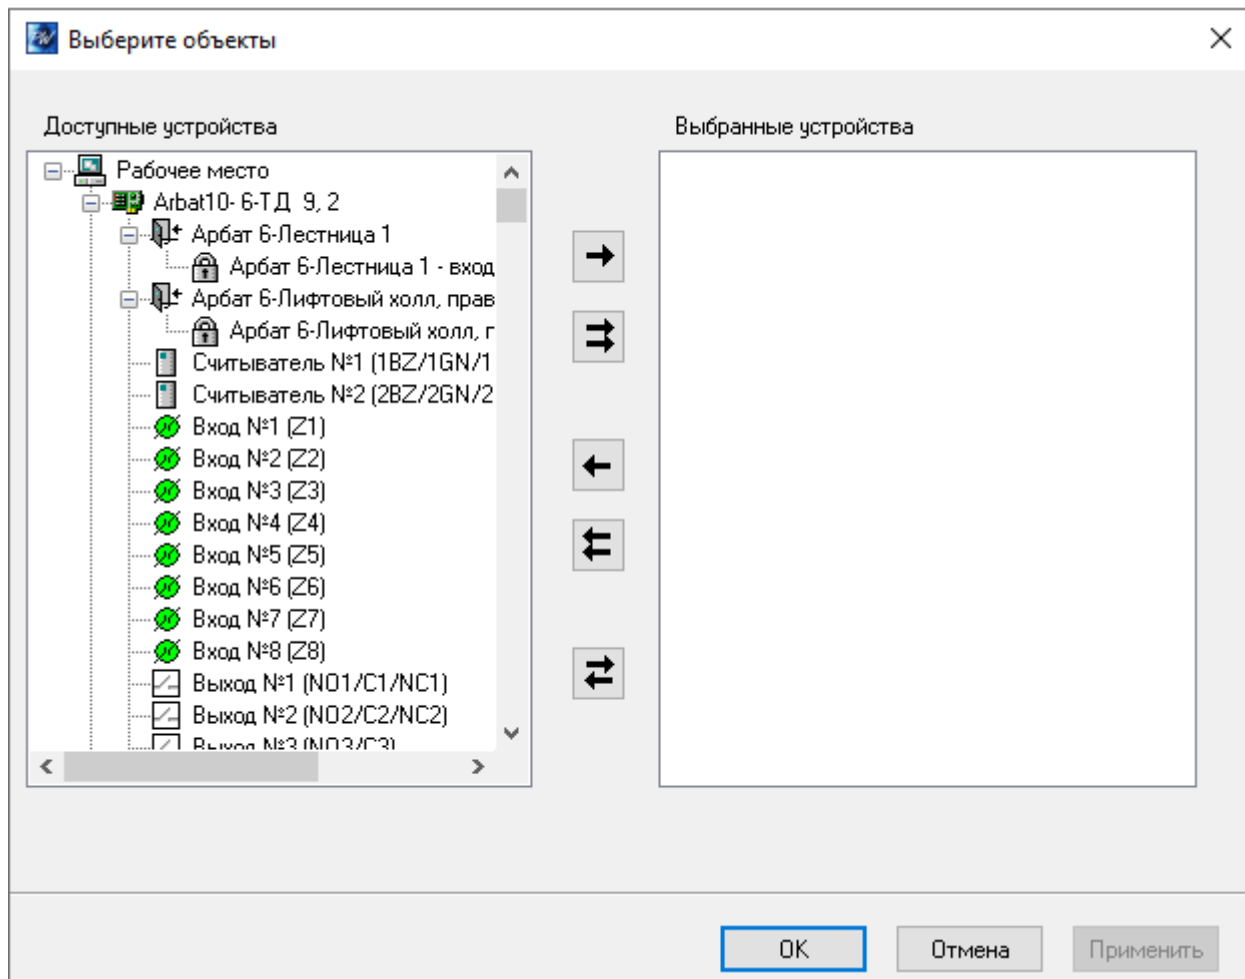 Выберите объекты
Доступные устройства
Выбранные устройства
Рабочее место
Arbat10- 6-ТД 9, 2
Арбат 6-Лестница 1
Арбат 6-Лестница 1 - вход
Арбат 6-Лифтовый холл, прав
Арбат 6-Лифтовый холл, г
Считыватель №1 (1BZ/1GN/1
Считыватель №2 (2BZ/2GN/2
Вход №1 (Z1)
Вход №2 (Z2)
Вход №3 (Z3)
Вход №4 (Z4)
Вход №5 (Z5)
Вход №6 (Z6)
Вход №7 (Z7)
Вход №8 (Z8)
Выход №1 (NO1/C1/NC1)
Выход №2 (NO2/C2/NC2)
Выход №3 (NO3/C3)
OK
Отмена
Применить